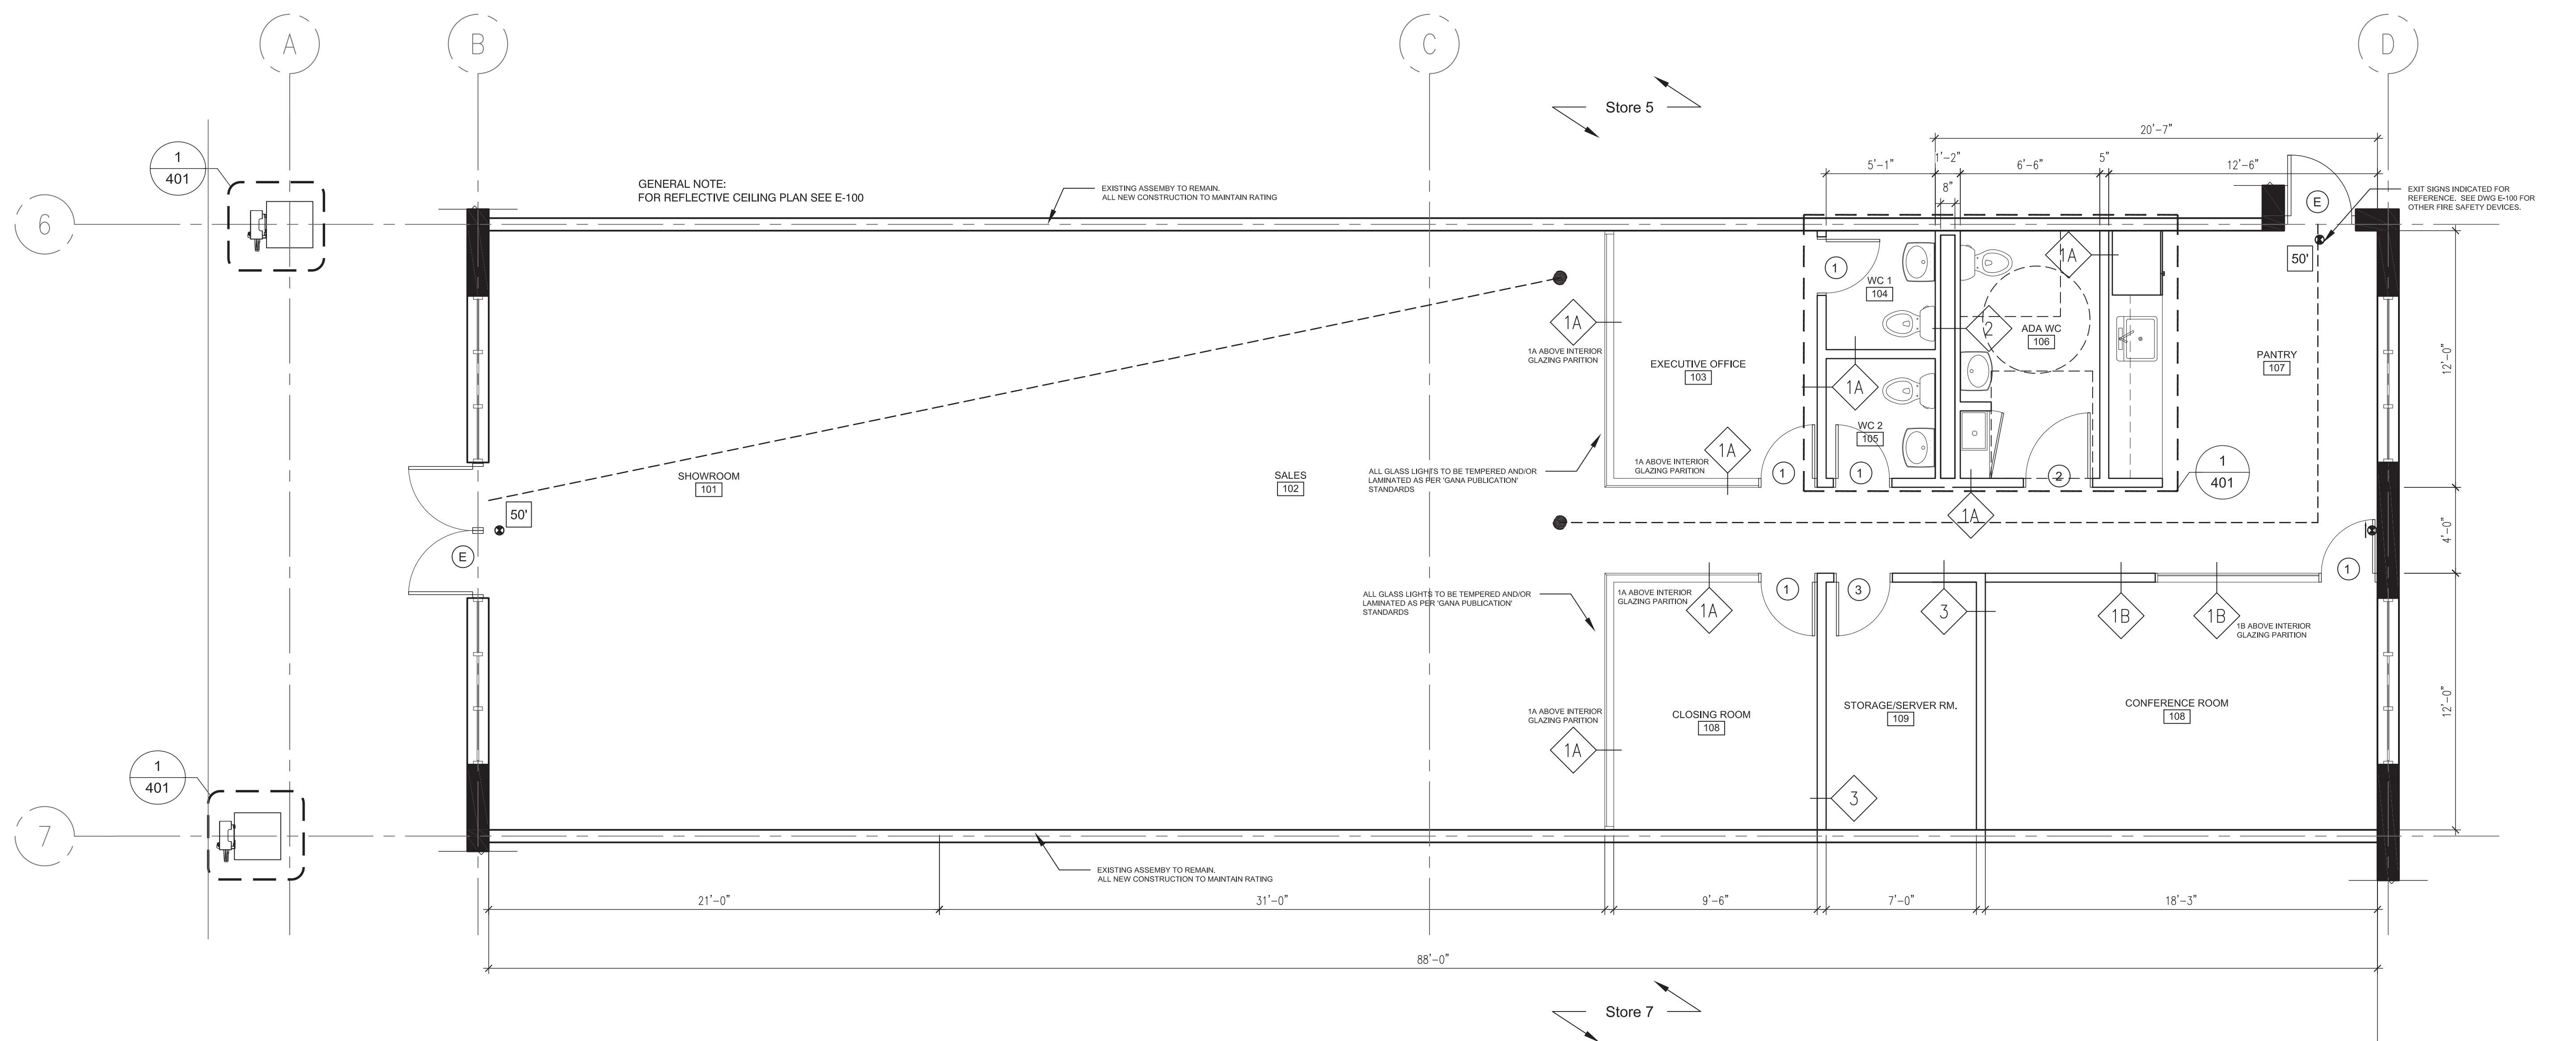 A
B
C
D
Store 5
20'-7"
1
401
5'-1"
1'-2"
6'-6"
5"
12'-6"
8"
GENERAL NOTE:
FOR REFLECTIVE CEILING PLAN SEE E-100
EXISTING ASSEMBY TO REMAIN.
ALL NEW CONSTRUCTION TO MAINTAIN RATING
EXIT SIGNS INDICATED FOR
REFERENCE. SEE DWG E-100 FOR
OTHER FIRE SAFETY DEVICES.
E
6
50'
1A
1
WC 1
104
1A
1A ABOVE INTERIOR
GLAZING PARITION
2
ADA WC
106
EXECUTIVE OFFICE
103
PANTRY
107
12'-0"
1A
WC 2
105
1A
1A ABOVE INTERIOR
GLAZING PARITION
ALL GLASS LIGHTS TO BE TEMPERED AND/OR
LAMINATED AS PER 'GANA PUBLICATION'
STANDARDS
1
1
2
1
401
SHOWROOM
101
SALES
102
50'
1A
4'-0"
E
1
ALL GLASS LIGHTS TO BE TEMPERED AND/OR
LAMINATED AS PER 'GANA PUBLICATION'
STANDARDS
1A ABOVE INTERIOR
GLAZING PARITION
1A
1
3
3
1B
1B
1B ABOVE INTERIOR
GLAZING PARITION
1A ABOVE INTERIOR
GLAZING PARITION
1A
CLOSING ROOM
108
STORAGE/SERVER RM.
109
CONFERENCE ROOM
108
12'-0"
3
1
401
7
EXISTING ASSEMBY TO REMAIN.
ALL NEW CONSTRUCTION TO MAINTAIN RATING
21'-0"
31'-0"
9'-6"
7'-0"
18'-3"
88'-0"
Store 7